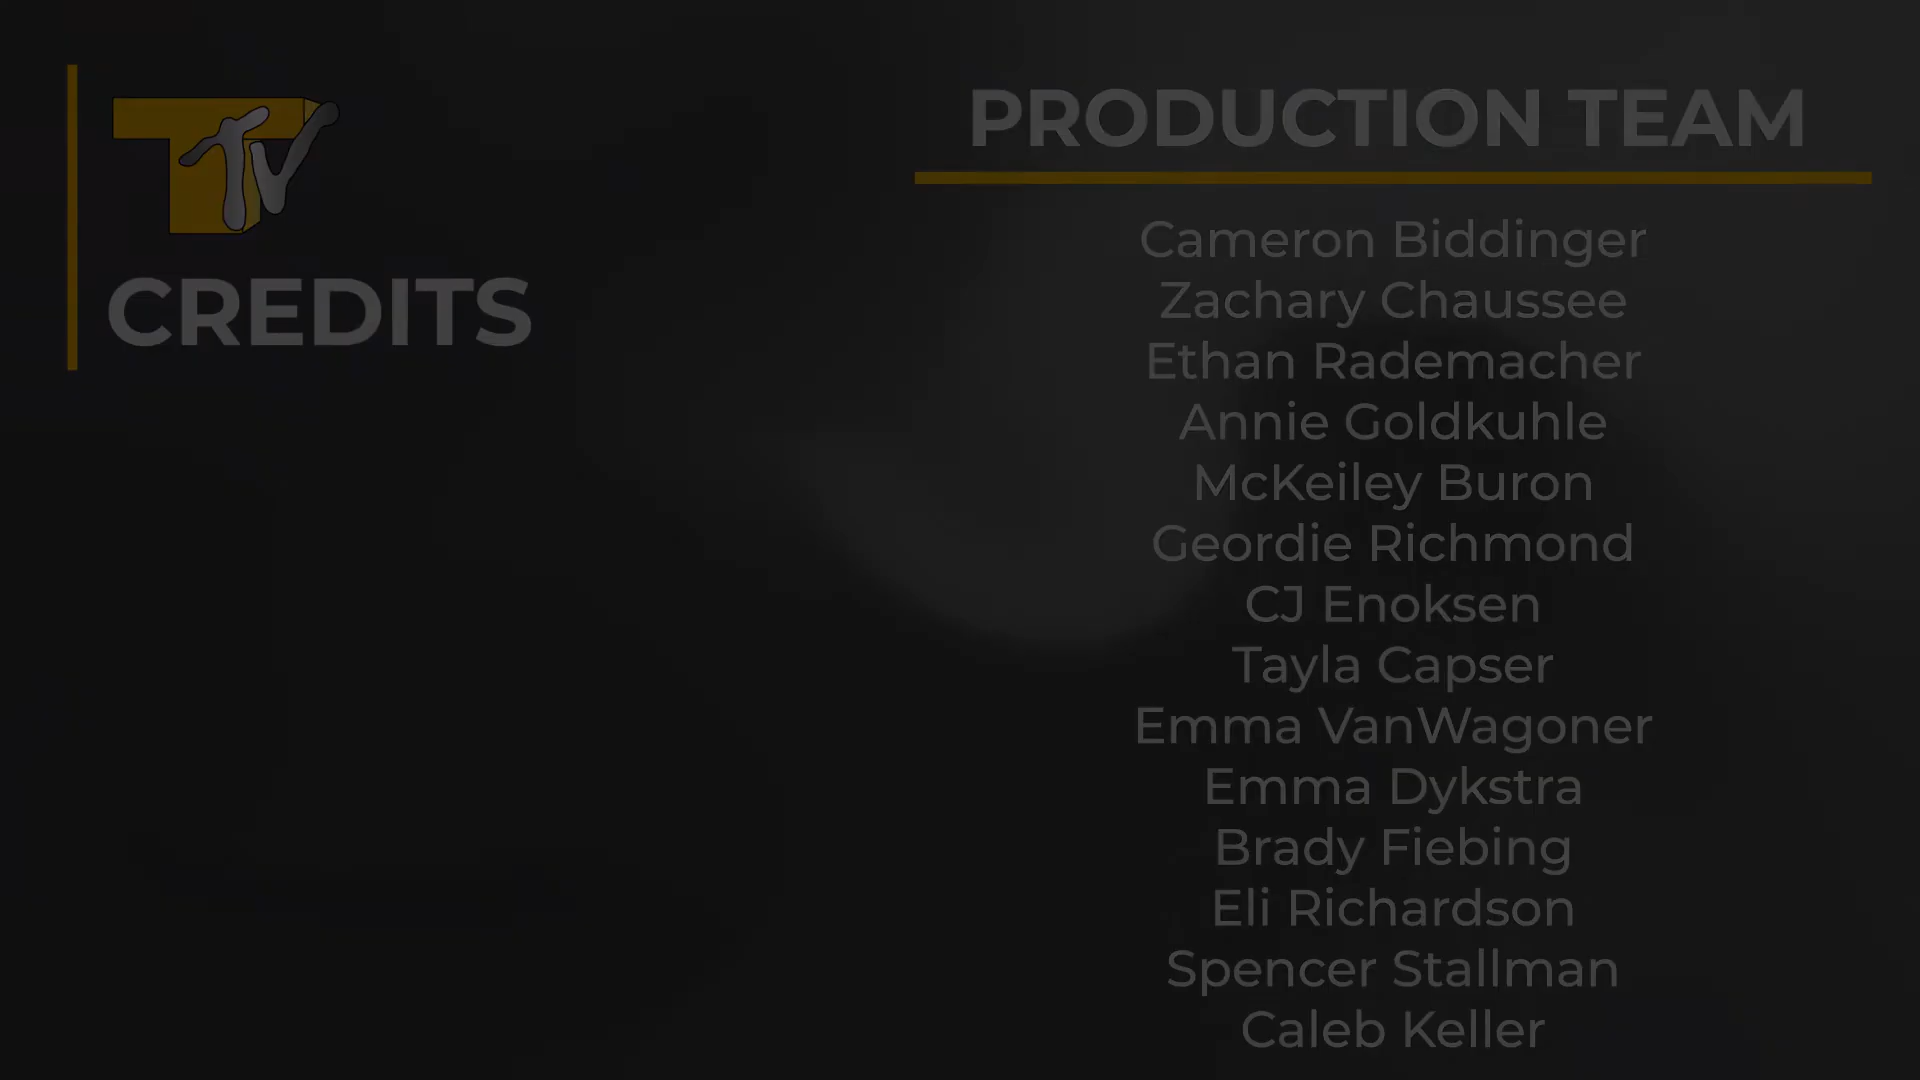 TTV
CREDITS
PRODUCTION TEAM
Cameron Biddinger
Zachary Chaussee
Ethan Rademacher
Annie Goldkuhle
McKeiley Buron
Geordie Richmond
CJ Enoksen
Tayla Capser
Emma VanWagoner
Emma Dykstra
Brady Fiebing
Eli Richardson
Spencer Stallman
Caleb Keller